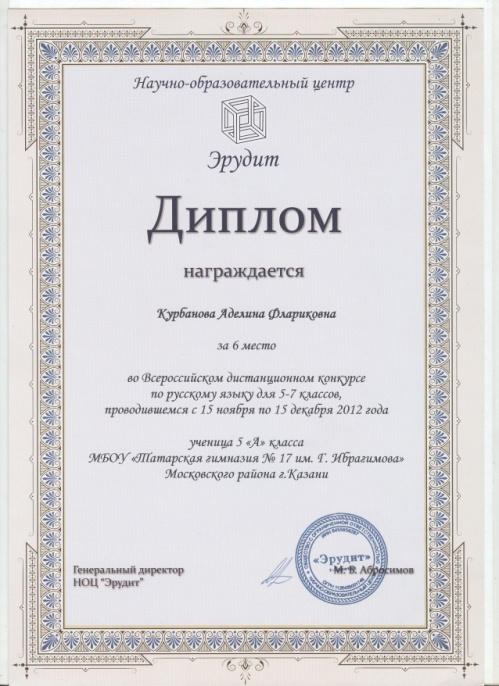 Научно-образовательный центр
Эрудит
Диплом
награждается
Курбанова Аделина Флариковна
за 6 место
во Всероссийском дистанционном конкурсе
по русскому языку для 5-7 классов,
проводившемся с 15 ноября по 15 декабря 2012 года
ученица 5 «А» класса
МБОУ «Татарская гимназия № 17 им. Г. Ибрагимова»
Московского района г.Казани
Генеральный директор
НОЦ "Эрудит"
«Эрудит»
М. В. Абросимов